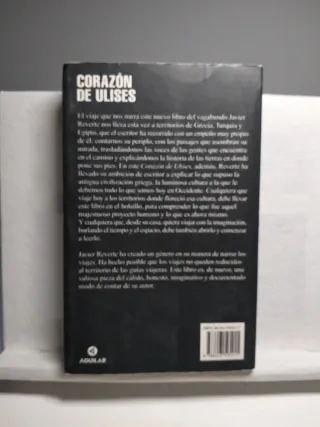 CORAZÓN
DE ULISES
El viaje que nos narra este nuevo libro del vagabundo Javier
Reverte nos lleva esta vez a territorios de Grecia, Turquía y
Egipto, que el escritor ha recorrido con un empeño muy propio
de él: contarnos su periplo, con los paisajes que asombran su
mirada, trasladándonos las voces de las gentes que encuentra
en el camino y explicándonos la historia de las tierras en donde
pone sus pies. En este Corazón de Ulises, además, Reverte ha
llevado su ambición de escritor a explicar lo que supuso la
antigua civilización griega, la luminosa cultura a la que le
debemos todo lo que somos hoy en Occidente. Cualquiera que
viaje hoy a los territorios donde floreció esa cultura, debe llevar
este libro en el bolsillo, para comprender lo que fue aquel
majestuoso proyecto humano y lo que es ahora mismo.
Y cualquiera que, desde su casa, quiera viajar con la imaginación,
burlando el tiempo y el espacio, debe también abrirlo y comenzar
a leerlo.
Javier Reverte ha creado un género en su manera de narrar los
viajes. Ha hecho posible que los viajes no queden reducidos
al territorio de las guías viajeras. Este libro es, de nuevo, una
valiosa pieza del cálido, honesto, imaginativo y documentado
modo de contar de su autor.
AGUILAR